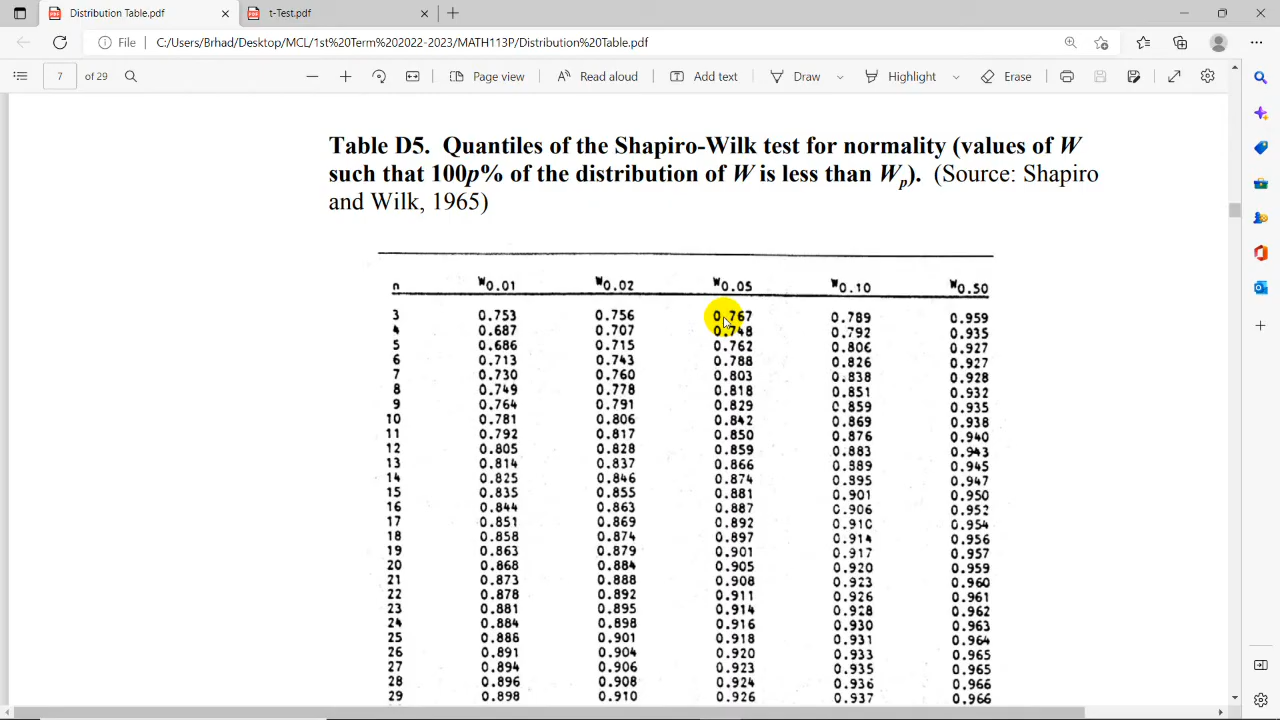 Distribution Table.pdf
t-Test.pdf
File
C:/Users/Brhad/Desktop/MCL/1st%20Term%202022-2023/MATH113P/Distribution%20Table.pdf
7 of 29
Page view
Read aloud
Add text
Draw
Highlight
Erase
Table D5. Quantiles of the Shapiro-Wilk test for normality (values of W
such that 100p% of the distribution of W is less than Wp). (Source: Shapiro
and Wilk, 1965)
n W0.01 W0.02 W0.05 W0.10 W0.50
3 0.753 0.756 0.767 0.789 0.959
4 0.687 0.707 0.748 0.792 0.935
5 0.686 0.715 0.762 0.806 0.927
6 0.713 0.743 0.788 0.826 0.927
7 0.730 0.760 0.803 0.838 0.928
8 0.749 0.778 0.818 0.851 0.932
9 0.764 0.791 0.829 0.859 0.935
10 0.781 0.806 0.842 0.869 0.938
11 0.792 0.817 0.850 0.876 0.940
12 0.805 0.828 0.859 0.883 0.943
13 0.814 0.837 0.866 0.889 0.945
14 0.825 0.846 0.874 0.895 0.947
15 0.835 0.855 0.881 0.901 0.950
16 0.844 0.863 0.887 0.906 0.952
17 0.851 0.869 0.892 0.910 0.954
18 0.858 0.874 0.897 0.914 0.956
19 0.863 0.879 0.901 0.917 0.957
20 0.868 0.884 0.905 0.920 0.959
21 0.873 0.888 0.908 0.923 0.960
22 0.878 0.892 0.911 0.926 0.961
23 0.881 0.895 0.914 0.928 0.962
24 0.884 0.898 0.916 0.930 0.963
25 0.886 0.901 0.918 0.931 0.964
26 0.891 0.904 0.920 0.933 0.965
27 0.894 0.906 0.923 0.935 0.965
28 0.896 0.908 0.924 0.936 0.966
29 0.898 0.910 0.926 0.937 0.966